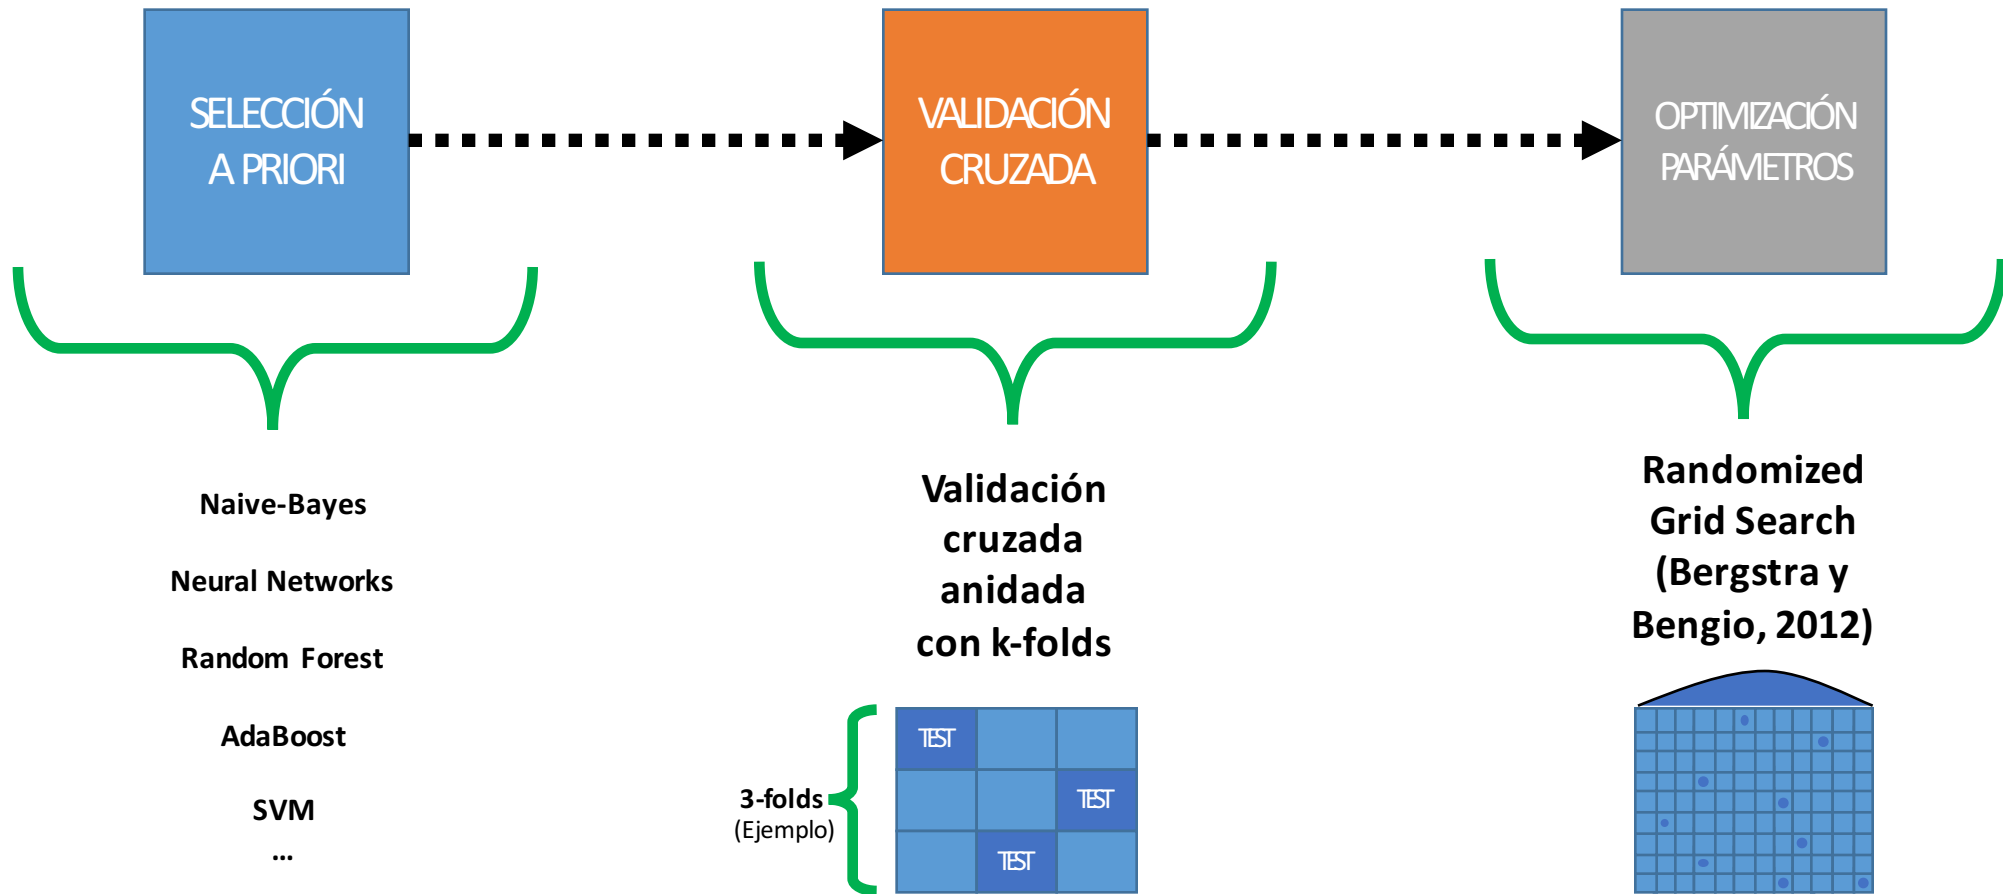 SELECCIÓN
A PRIORI
VALIDACIÓN
CRUZADA
OPTIMIZACIÓN
PARÁMETROS
Naive-Bayes
Neural Networks
Random Forest
AdaBoost
SVM
...
Validación
cruzada
anidada
con k-folds
3-folds
(Ejemplo)
TEST
TEST
TEST
Randomized
Grid Search
(Bergstra y
Bengio, 2012)